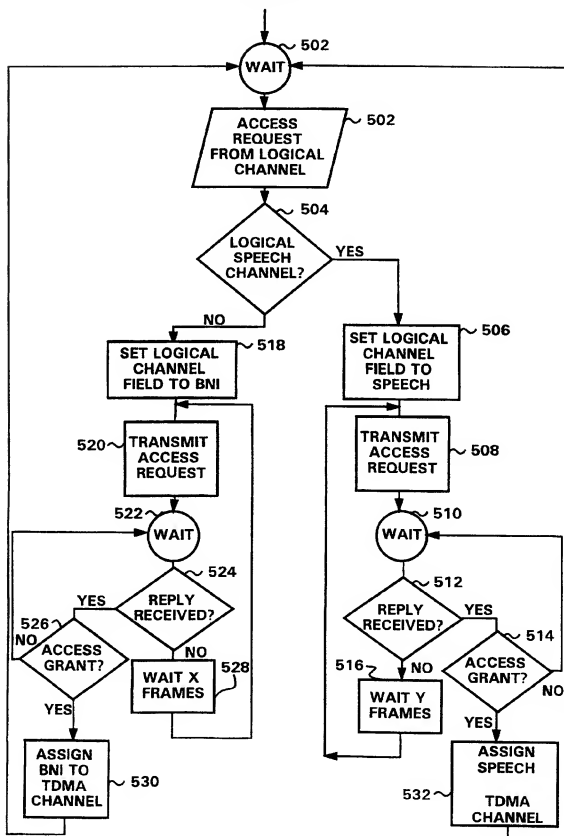 502
WAIT
ACCESS
REQUEST
FROM LOGICAL
CHANNEL
502
504
LOGICAL
SPEECH
CHANNEL?
YES
NO
518
SET LOGICAL
CHANNEL
FIELD TO BNI
506
SET LOGICAL
CHANNEL
FIELD TO
SPEECH
520
TRANSMIT
ACCESS
REQUEST
TRANSMIT
ACCESS
REQUEST
508
522
WAIT
510
WAIT
524
REPLY
RECEIVED?
YES
NO
526
ACCESS
GRANT?
NO
YES
WAIT X
FRAMES
528
512
REPLY
RECEIVED?
YES
NO
514
ACCESS
GRANT?
NO
YES
516
WAIT Y
FRAMES
ASSIGN
BNI TO
TDMA
CHANNEL
530
ASSIGN
SPEECH
TDMA
CHANNEL
532